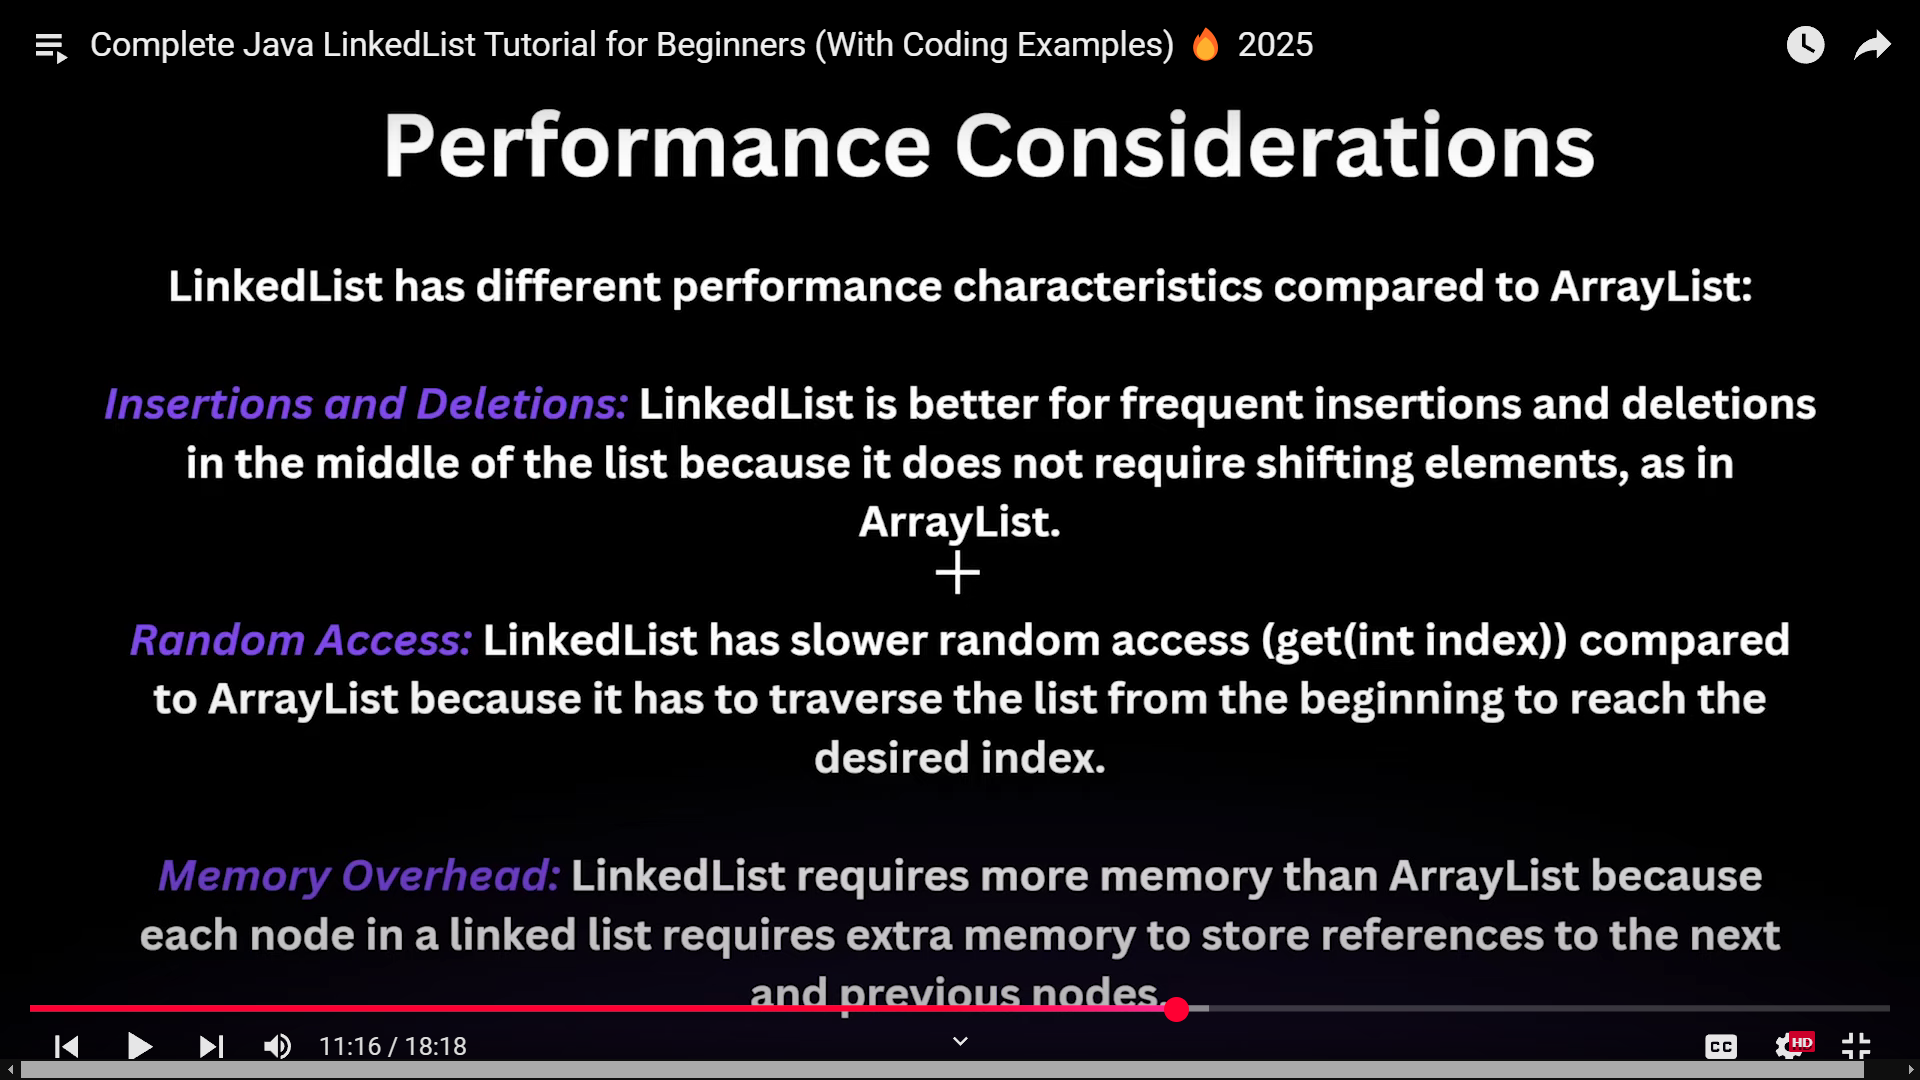 Complete Java LinkedList Tutorial for Beginners (With Coding Examples) 🔥 2025
Performance Considerations
LinkedList has different performance characteristics compared to ArrayList:
Insertions and Deletions: LinkedList is better for frequent insertions and deletions
in the middle of the list because it does not require shifting elements, as in
ArrayList.
Random Access: LinkedList has slower random access (get(int index)) compared
to ArrayList because it has to traverse the list from the beginning to reach the
desired index.
Memory Overhead: LinkedList requires more memory than ArrayList because
each node in a linked list requires extra memory to store references to the next
and previous nodes.
11:16 / 18:18
CC
HD